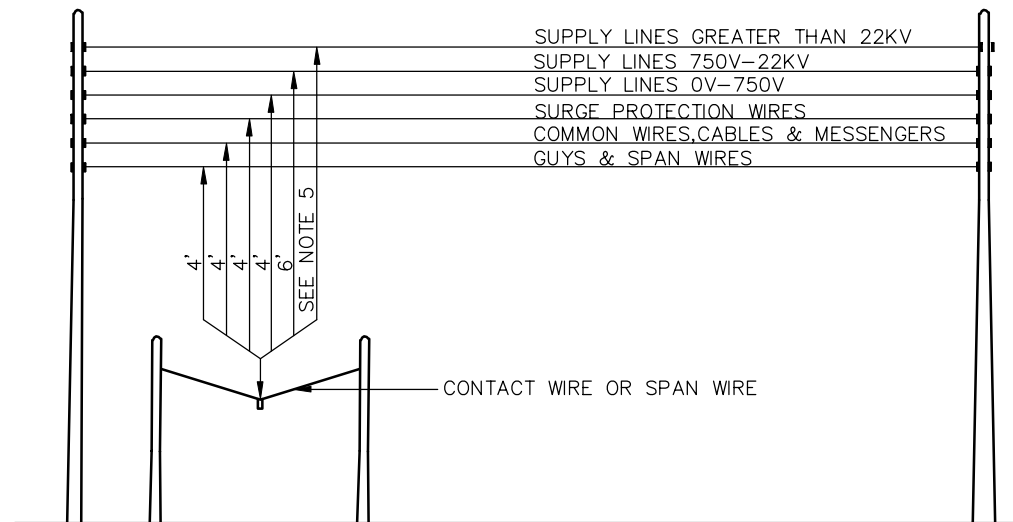 SUPPLY LINES GREATER THAN 22KV
SUPPLY LINES 750V-22KV
SUPPLY LINES 0V-750V
SURGE PROTECTION WIRES
COMMON WIRES,CABLES & MESSENGERS
GUYS & SPAN WIRES
4'
4'
4'
4'
6'
SEE NOTE 5
CONTACT WIRE OR SPAN WIRE